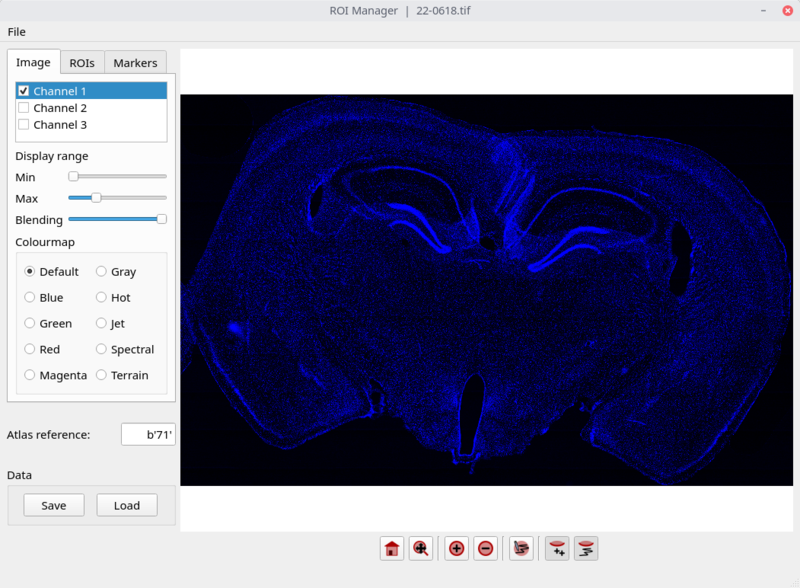 ROI Manager | 22-0618.tif
File
Image ROIs Markers
Channel 1
Channel 2
Channel 3
Display range
Min
Max
Blending
Colourmap
Default Gray
Blue Hot
Green Jet
Red Spectral
Magenta Terrain
Atlas reference: b'71'
Data
Save Load